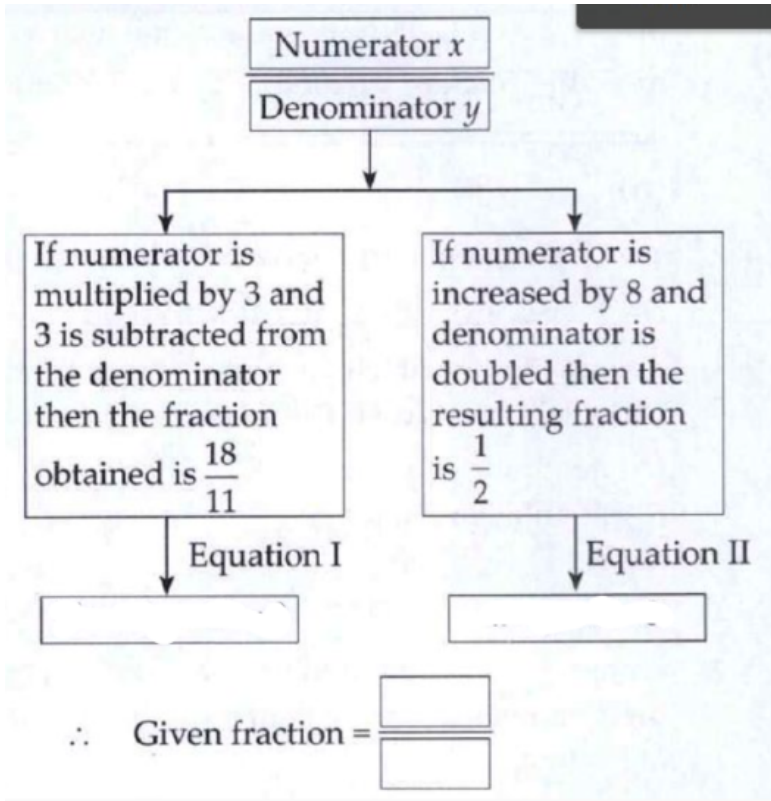 Numerator x
Denominator y
If numerator is
multiplied by 3 and
3 is subtracted from
the denominator
then the fraction
obtained is 18/11
If numerator is
increased by 8 and
denominator is
doubled then the
resulting fraction
is 1/2
Equation I
Equation II
∴ Given fraction =